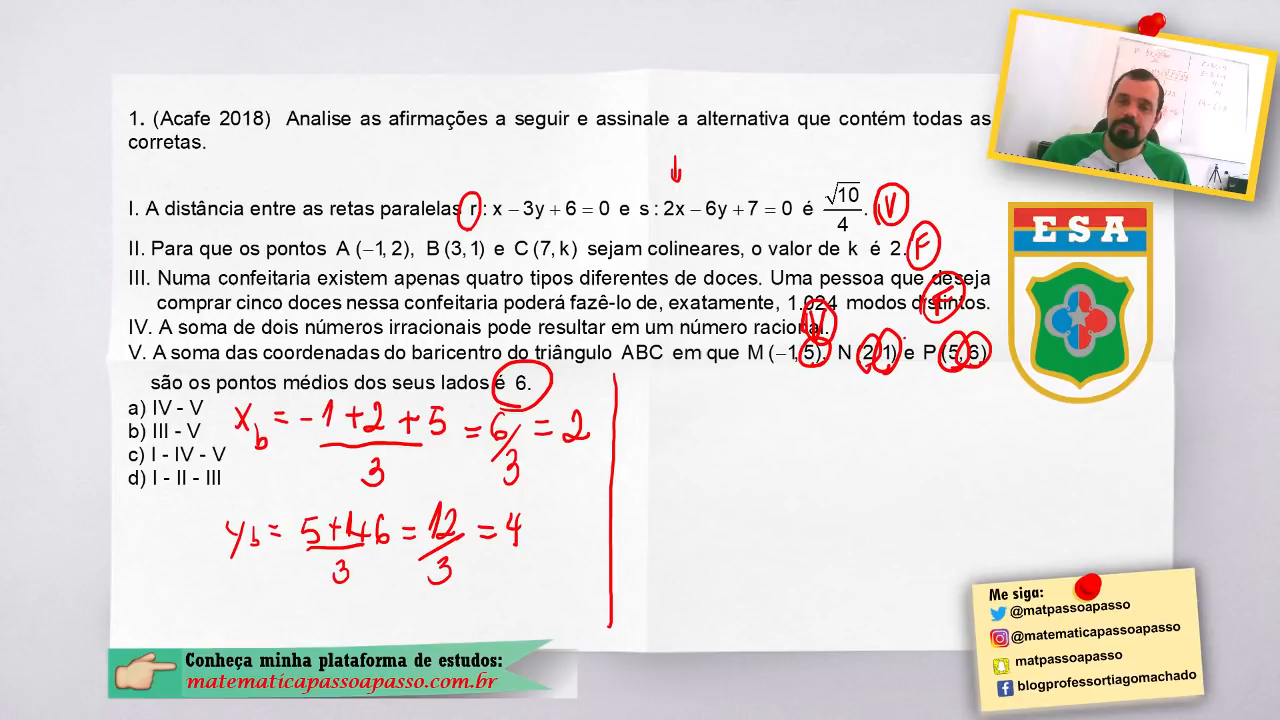 1. (Acafe 2018) Analise as afirmações a seguir e assinale a alternativa que contém todas as
corretas.
I. A distância entre as retas paralelas r : x − 3y + 6 = 0 e s : 2x − 6y + 7 = 0 é √10/4. V
II. Para que os pontos A (−1, 2), B (3, 1) e C (7, k) sejam colineares, o valor de k é 2. F
III. Numa confeitaria existem apenas quatro tipos diferentes de doces. Uma pessoa que deseja
comprar cinco doces nessa confeitaria poderá fazê-lo de, exatamente, 1.024 modos distintos. F
IV. A soma de dois números irracionais pode resultar em um número racional. V
V. A soma das coordenadas do baricentro do triângulo ABC em que M (−1, 5), N (2, 1) e P (5, 6)
são os pontos médios dos seus lados é 6.
a) IV - V
b) III - V
c) I - IV - V
d) I - II - III
x_b = −1 + 2 + 5 / 3 = 6/3 = 2
y_b = 5 + 1 + 6 / 3 = 12/3 = 4
E S A
Conheça minha plataforma de estudos:
matematicapassoapasso.com.br
Me siga:
@matpassoapasso
@matematicapassoapasso
matpassoapasso
blogprofessortiagomachado